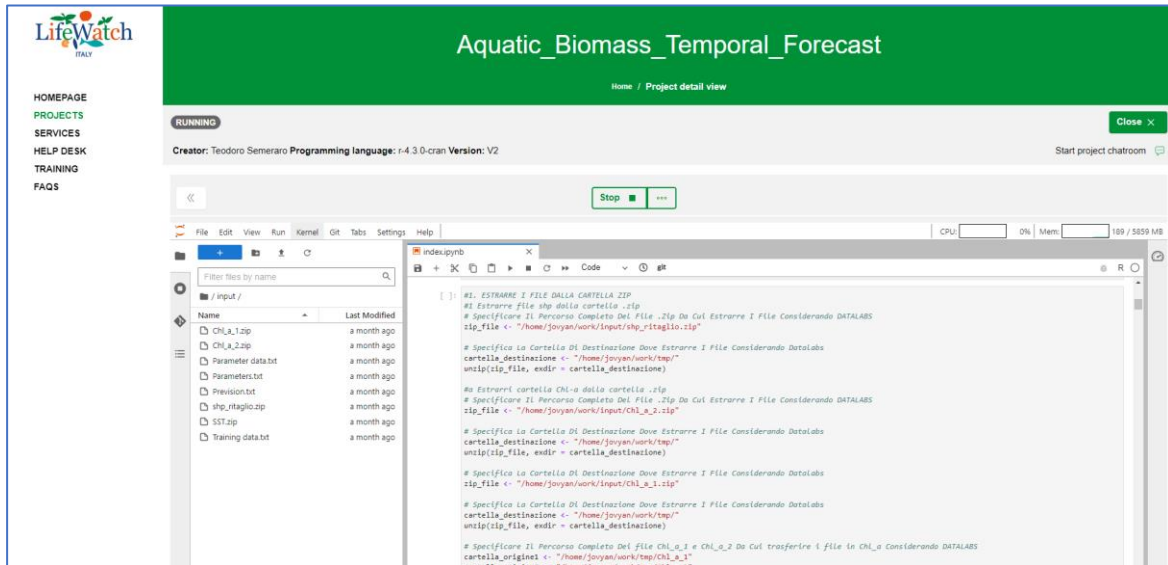 LifeWatch
ITALY
HOMEPAGE
PROJECTS
SERVICES
HELP DESK
TRAINING
FAQS
Aquatic_Biomass_Temporal_Forecast
Home / Project detail view
RUNNING
Close ×
Creator: Teodoro Semeraro Programming language: r-4.3.0-cran Version: V2
Start project chatroom
Stop
File Edit View Run Kernel Git Tabs Settings Help
CPU: 0% Mem: 189 / 5859 MB
Filter files by name
/ input /
Name Last Modified
Chl_a_1.zip a month ago
Chl_a_2.zip a month ago
Parameter data.txt a month ago
Parameters.txt a month ago
Prevision.txt a month ago
shp_ritaglio.zip a month ago
SST.zip a month ago
Training data.txt a month ago
index.ipynb ×
Code git R
[ ]: #1. ESTRARRE I FILE DALLA CARTELLA ZIP
#1 Estrarre file shp dalla cartella .zip
# Specificare Il Percorso Completo Del File .Zip Da Cui Estrarre I File Considerando DATALABS
zip_file <- "/home/jovyan/work/input/shp_ritaglio.zip"
# Specifica La Cartella Di Destinazione Dove Estrarre I File Considerando DataLabs
cartella_destinazione <- "/home/jovyan/work/tmp/"
unzip(zip_file, exdir = cartella_destinazione)
#a Estrarri cartella Chl-a dalla cartella .zip
# Specificare Il Percorso Completo Del File .Zip Da Cui Estrarre I File Considerando DATALABS
zip_file <- "/home/jovyan/work/input/Chl_a_2.zip"
# Specifica La Cartella Di Destinazione Dove Estrarre I File Considerando DataLabs
cartella_destinazione <- "/home/jovyan/work/tmp/"
unzip(zip_file, exdir = cartella_destinazione)
# Specifica La Cartella Di Destinazione Dove Estrarre I File Considerando DataLabs
zip_file <- "/home/jovyan/work/input/Chl_a_1.zip"
# Specifica La Cartella Di Destinazione Dove Estrarre I File Considerando DataLabs
cartella_destinazione <- "/home/jovyan/work/tmp/"
unzip(zip_file, exdir = cartella_destinazione)
# Specificare Il Percorso Completo Del file Chl_a_1 e Chl_a_2 Da Cui trasferire i file in Chl_a Considerando DATALABS
cartella_origine1 <- "/home/jovyan/work/tmp/Chl_a_1"